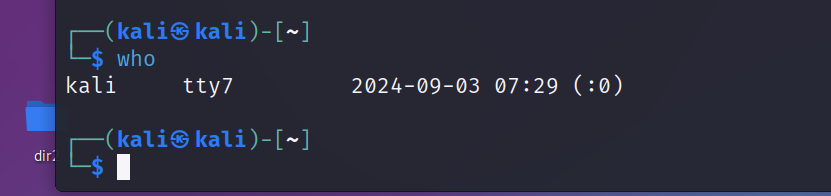 ┌──(kali㉿kali)-[~]
└─$ who
kali     tty7         2024-09-03 07:29 (:0)
┌──(kali㉿kali)-[~]
└─$